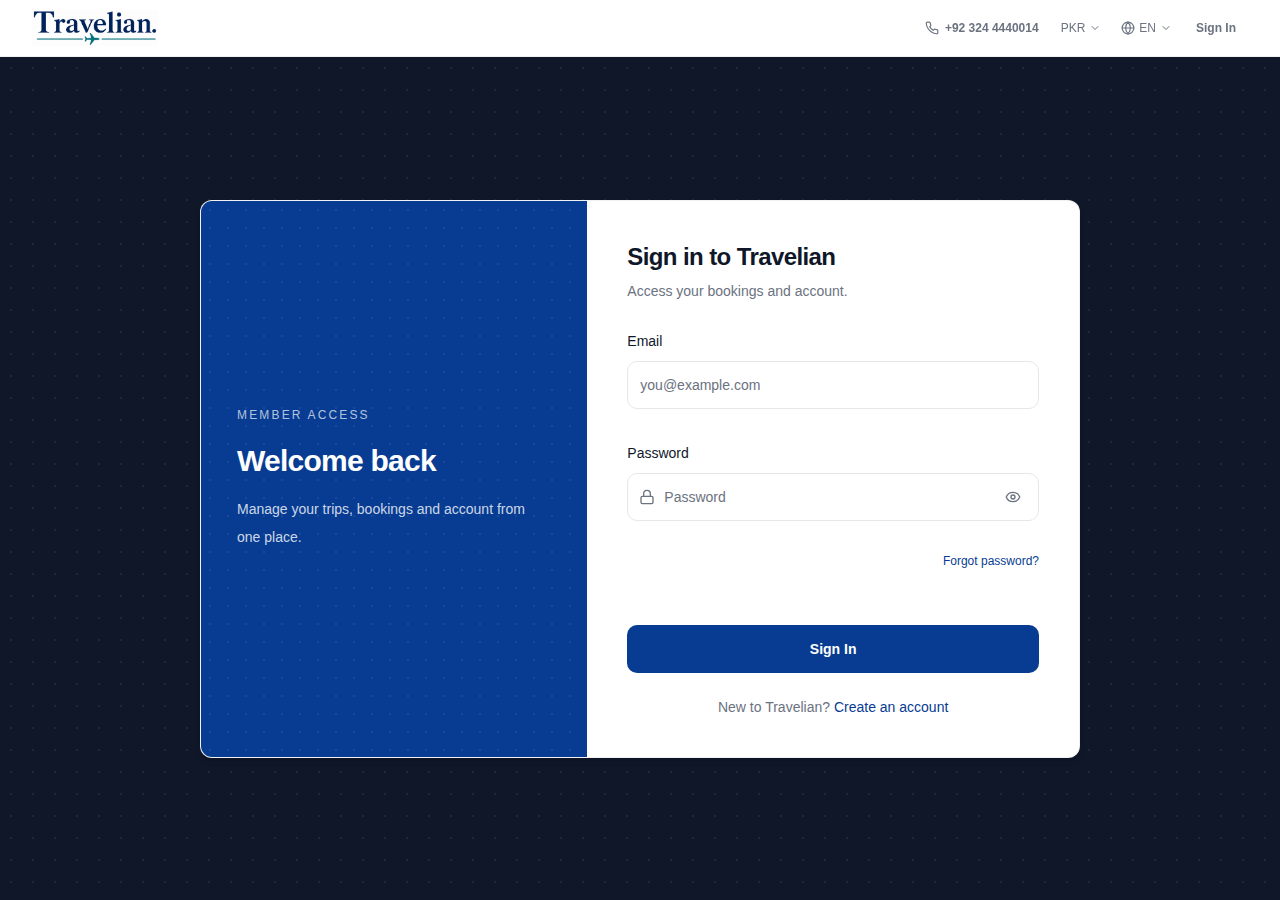 Travelian.
+92 324 4440014
PKR
EN
Sign In
MEMBER ACCESS
Welcome back
Manage your trips, bookings and account from
one place.
Sign in to Travelian
Access your bookings and account.
Email
you@example.com
Password
Password
Forgot password?
Sign In
New to Travelian? Create an account